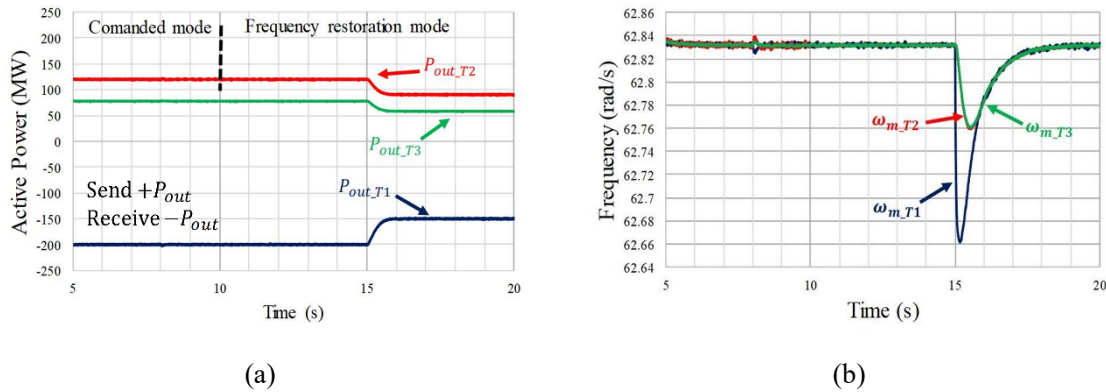 Comanded mode Frequency restoration mode
Active Power (MW)
250
200
150
100
50
0
-50
-100
-150
-200
250
P_out_T2
P_out_T3
P_out_T1
Send +P_out
Receive −P_out
5 10 15 20
Time (s)
(a)
Frequency (rad/s)
62.86
62.84
62.82
62.8
62.78
62.76
62.74
62.72
62.7
62.68
62.66
62.64
ω_m_T2
ω_m_T3
ω_m_T1
5 10 15 20
Time (s)
(b)